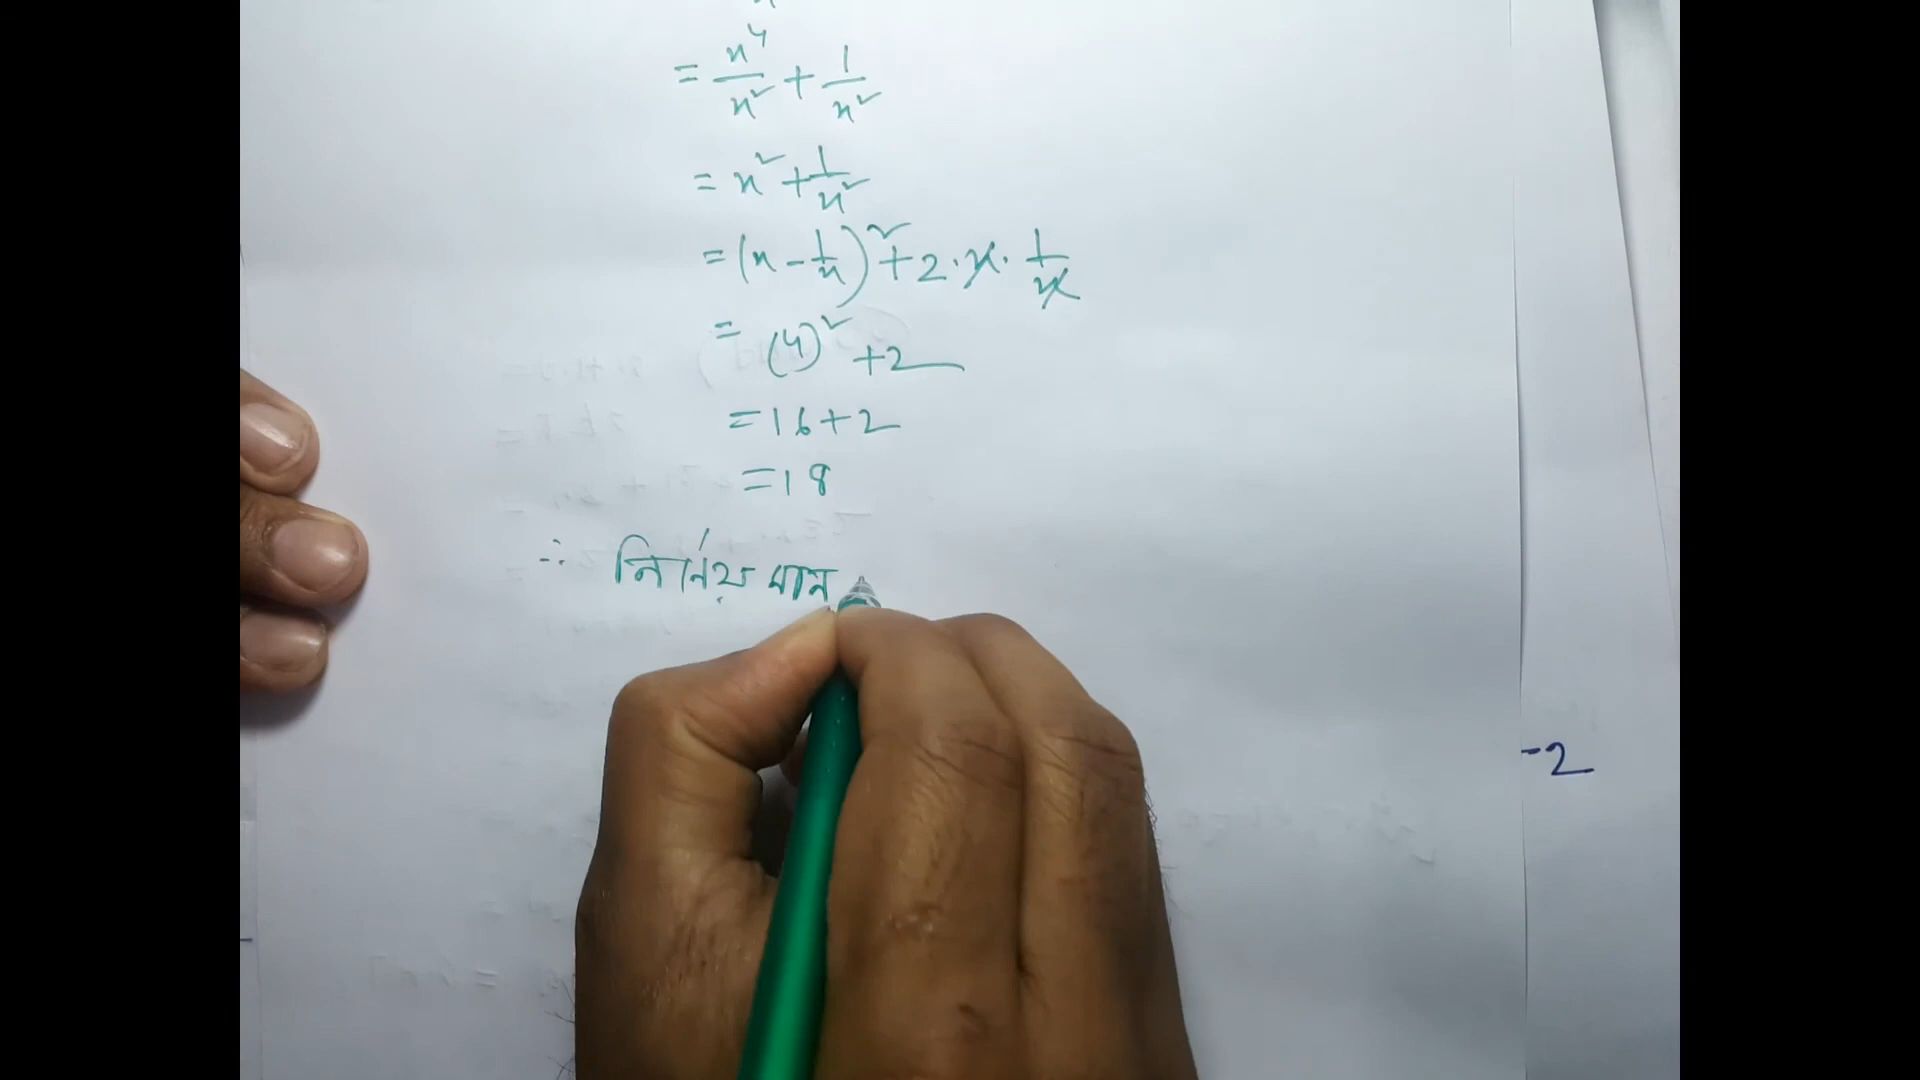 = x⁴/x² + 1/x²
= x² + 1/x²
= (x - 1/x)² + 2·x·1/x
= (4)² + 2
= 16 + 2
= 18
∴ নির্ণেয় মান
-2